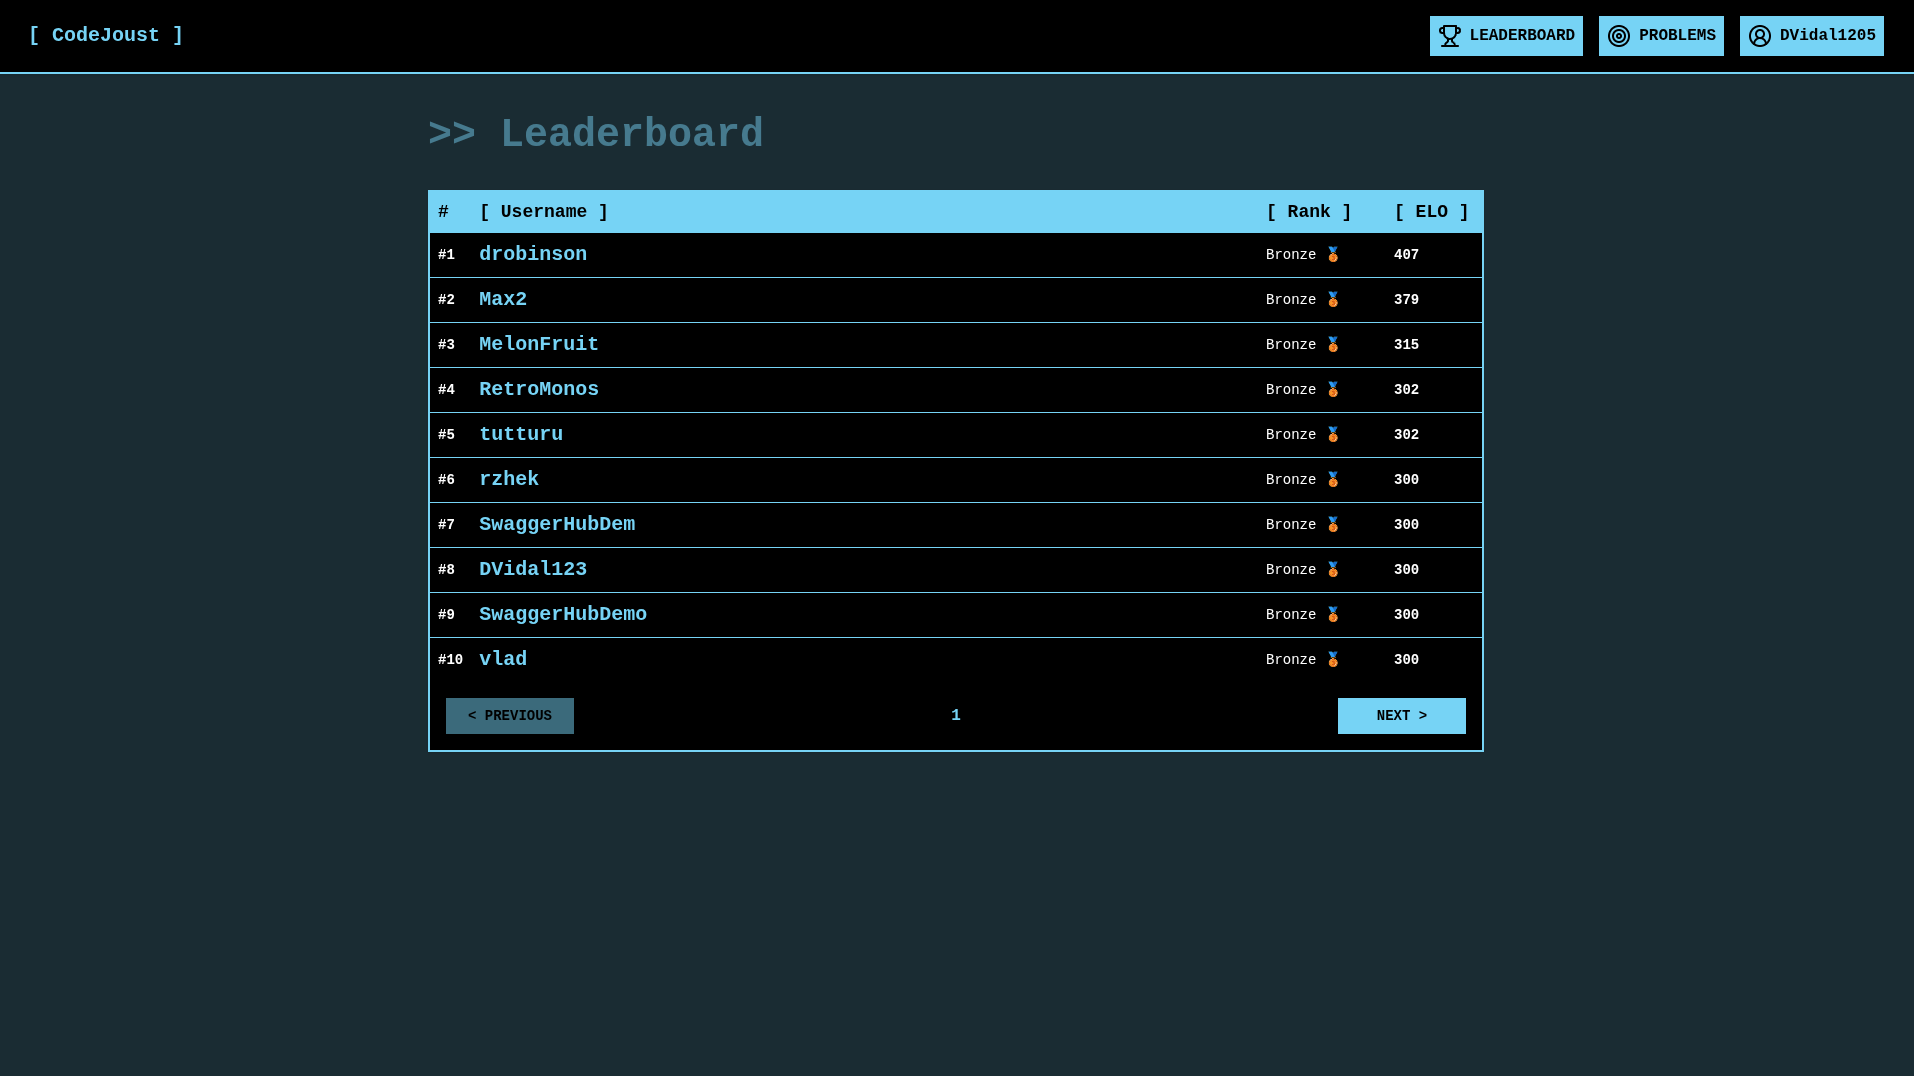 [ CodeJoust ]
LEADERBOARD
PROBLEMS
DVidal1205
>> Leaderboard
# [ Username ] [ Rank ] [ ELO ]
#1 drobinson Bronze 🥉 407
#2 Max2 Bronze 🥉 379
#3 MelonFruit Bronze 🥉 315
#4 RetroMonos Bronze 🥉 302
#5 tutturu Bronze 🥉 302
#6 rzhek Bronze 🥉 300
#7 SwaggerHubDem Bronze 🥉 300
#8 DVidal123 Bronze 🥉 300
#9 SwaggerHubDemo Bronze 🥉 300
#10 vlad Bronze 🥉 300
< PREVIOUS 1 NEXT >